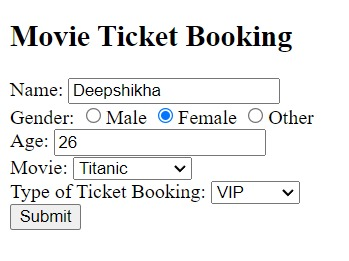 Movie Ticket Booking
Name: Deepshikha
Gender: Male Female Other
Age: 26
Movie: Titanic
Type of Ticket Booking: VIP
Submit